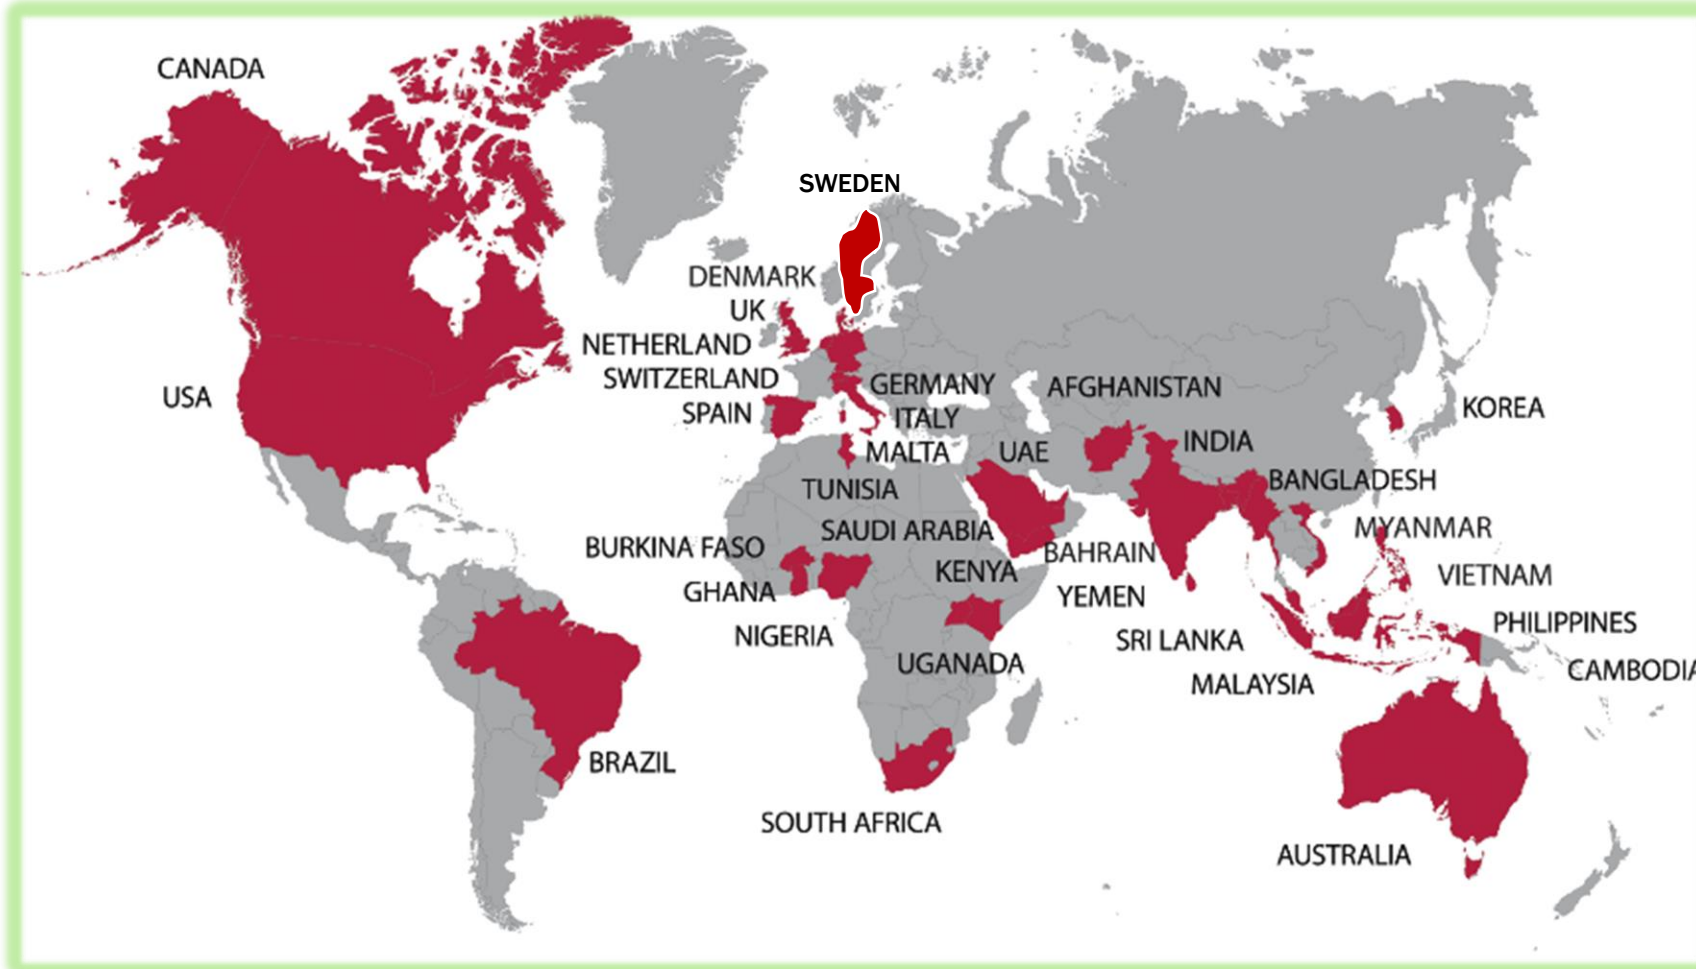 CANADA
SWEDEN
DENMARK
UK
NETHERLAND
SWITZERLAND
USA
GERMANY
AFGHANISTAN
SPAIN
ITALY
KOREA
INDIA
MALTA
UAE
BANGLADESH
TUNISIA
SAUDI ARABIA
MYANMAR
BURKINA FASO
BAHRAIN
KENYA
VIETNAM
GHANA
YEMEN
PHILIPPINES
NIGERIA
SRI LANKA
UGANADA
CAMBODIA
MALAYSIA
BRAZIL
SOUTH AFRICA
AUSTRALIA